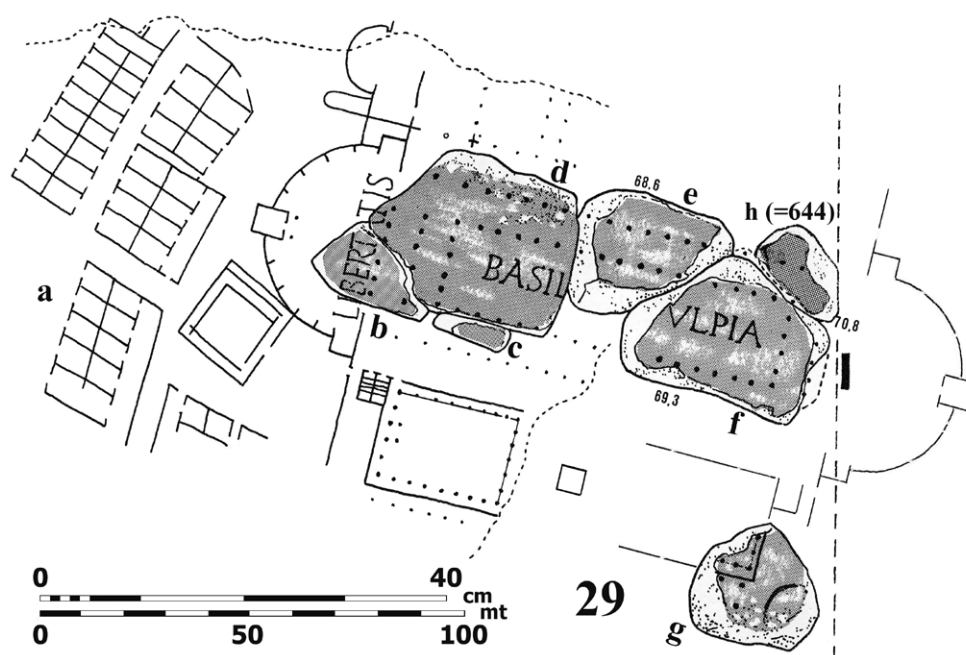 d
e
68,6
h (=644)
LIBERTATIS
BASIL
VLPIA
a
b
c
70,8
69,3
f
0 40
cm
mt
0 50 100
29
g